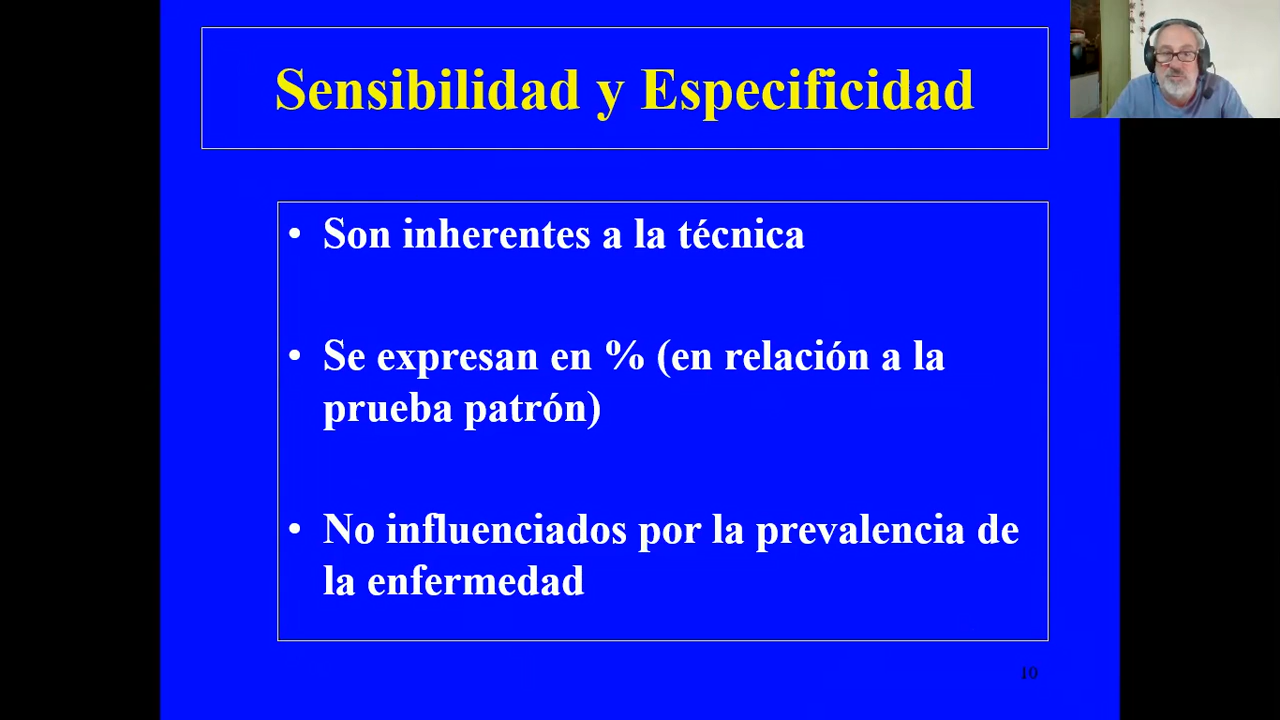 Sensibilidad y Especificidad
• Son inherentes a la técnica
• Se expresan en % (en relación a la
prueba patrón)
• No influenciados por la prevalencia de
la enfermedad
10